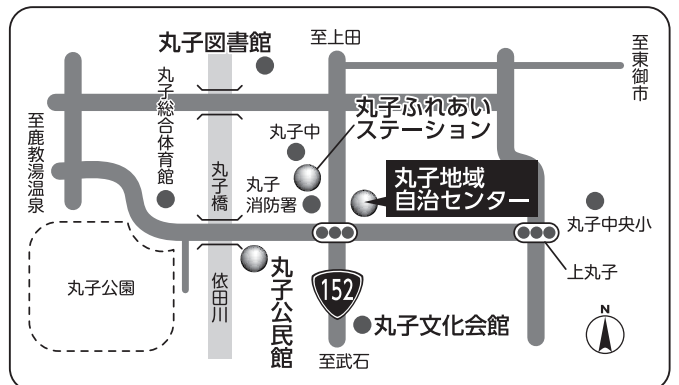 丸子図書館
至上田
至東御市
丸子総合体育館
丸子ふれあい
ステーション
丸子中
至鹿教湯温泉
丸子橋
丸子
消防署
丸子地域
自治センター
丸子中央小
上丸子
丸子公園
依田川
丸子公民館
152
丸子文化会館
至武石
N